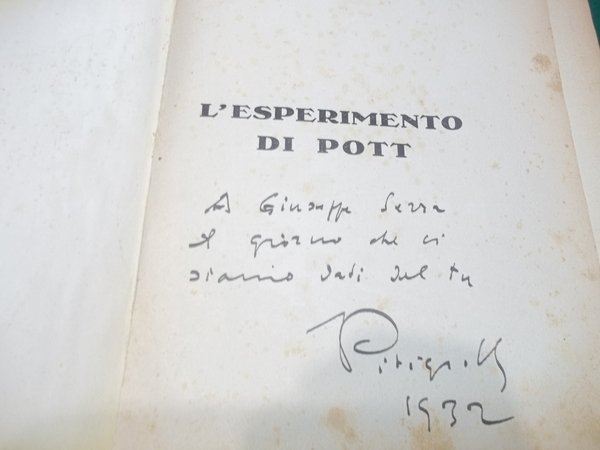 L'ESPERIMENTO
DI POTT
A Giuseppe Serra
il giorno che ci
siamo dati del tu
Pitigrilli
1932